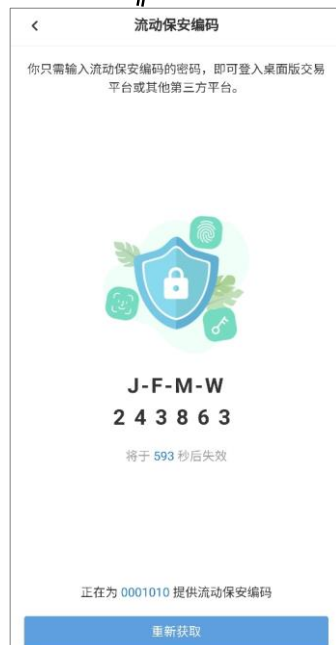 流动保安编码
你只需输入流动保安编码的密码，即可登入桌面版交易
平台或其他第三方平台。
J-F-M-W
243863
将于 593 秒后失效
正在为 0001010 提供流动保安编码
重新获取